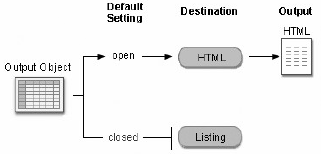 Default Setting Destination Output
HTML
open HTML
Output Object
closed Listing